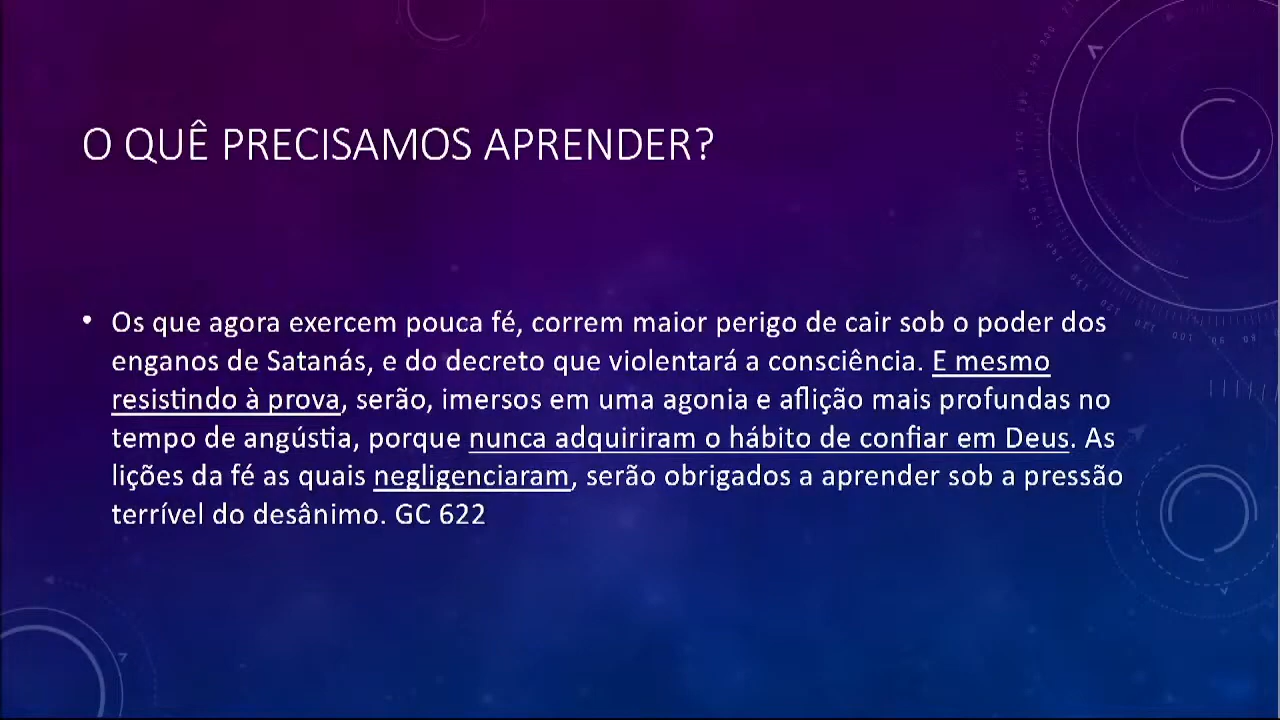 O QUÊ PRECISAMOS APRENDER?
• Os que agora exercem pouca fé, correm maior perigo de cair sob o poder dos
enganos de Satanás, e do decreto que violentará a consciência. E mesmo
resistindo à prova, serão, imersos em uma agonia e aflição mais profundas no
tempo de angústia, porque nunca adquiriram o hábito de confiar em Deus. As
lições da fé as quais negligenciaram, serão obrigados a aprender sob a pressão
terrível do desânimo. GC 622